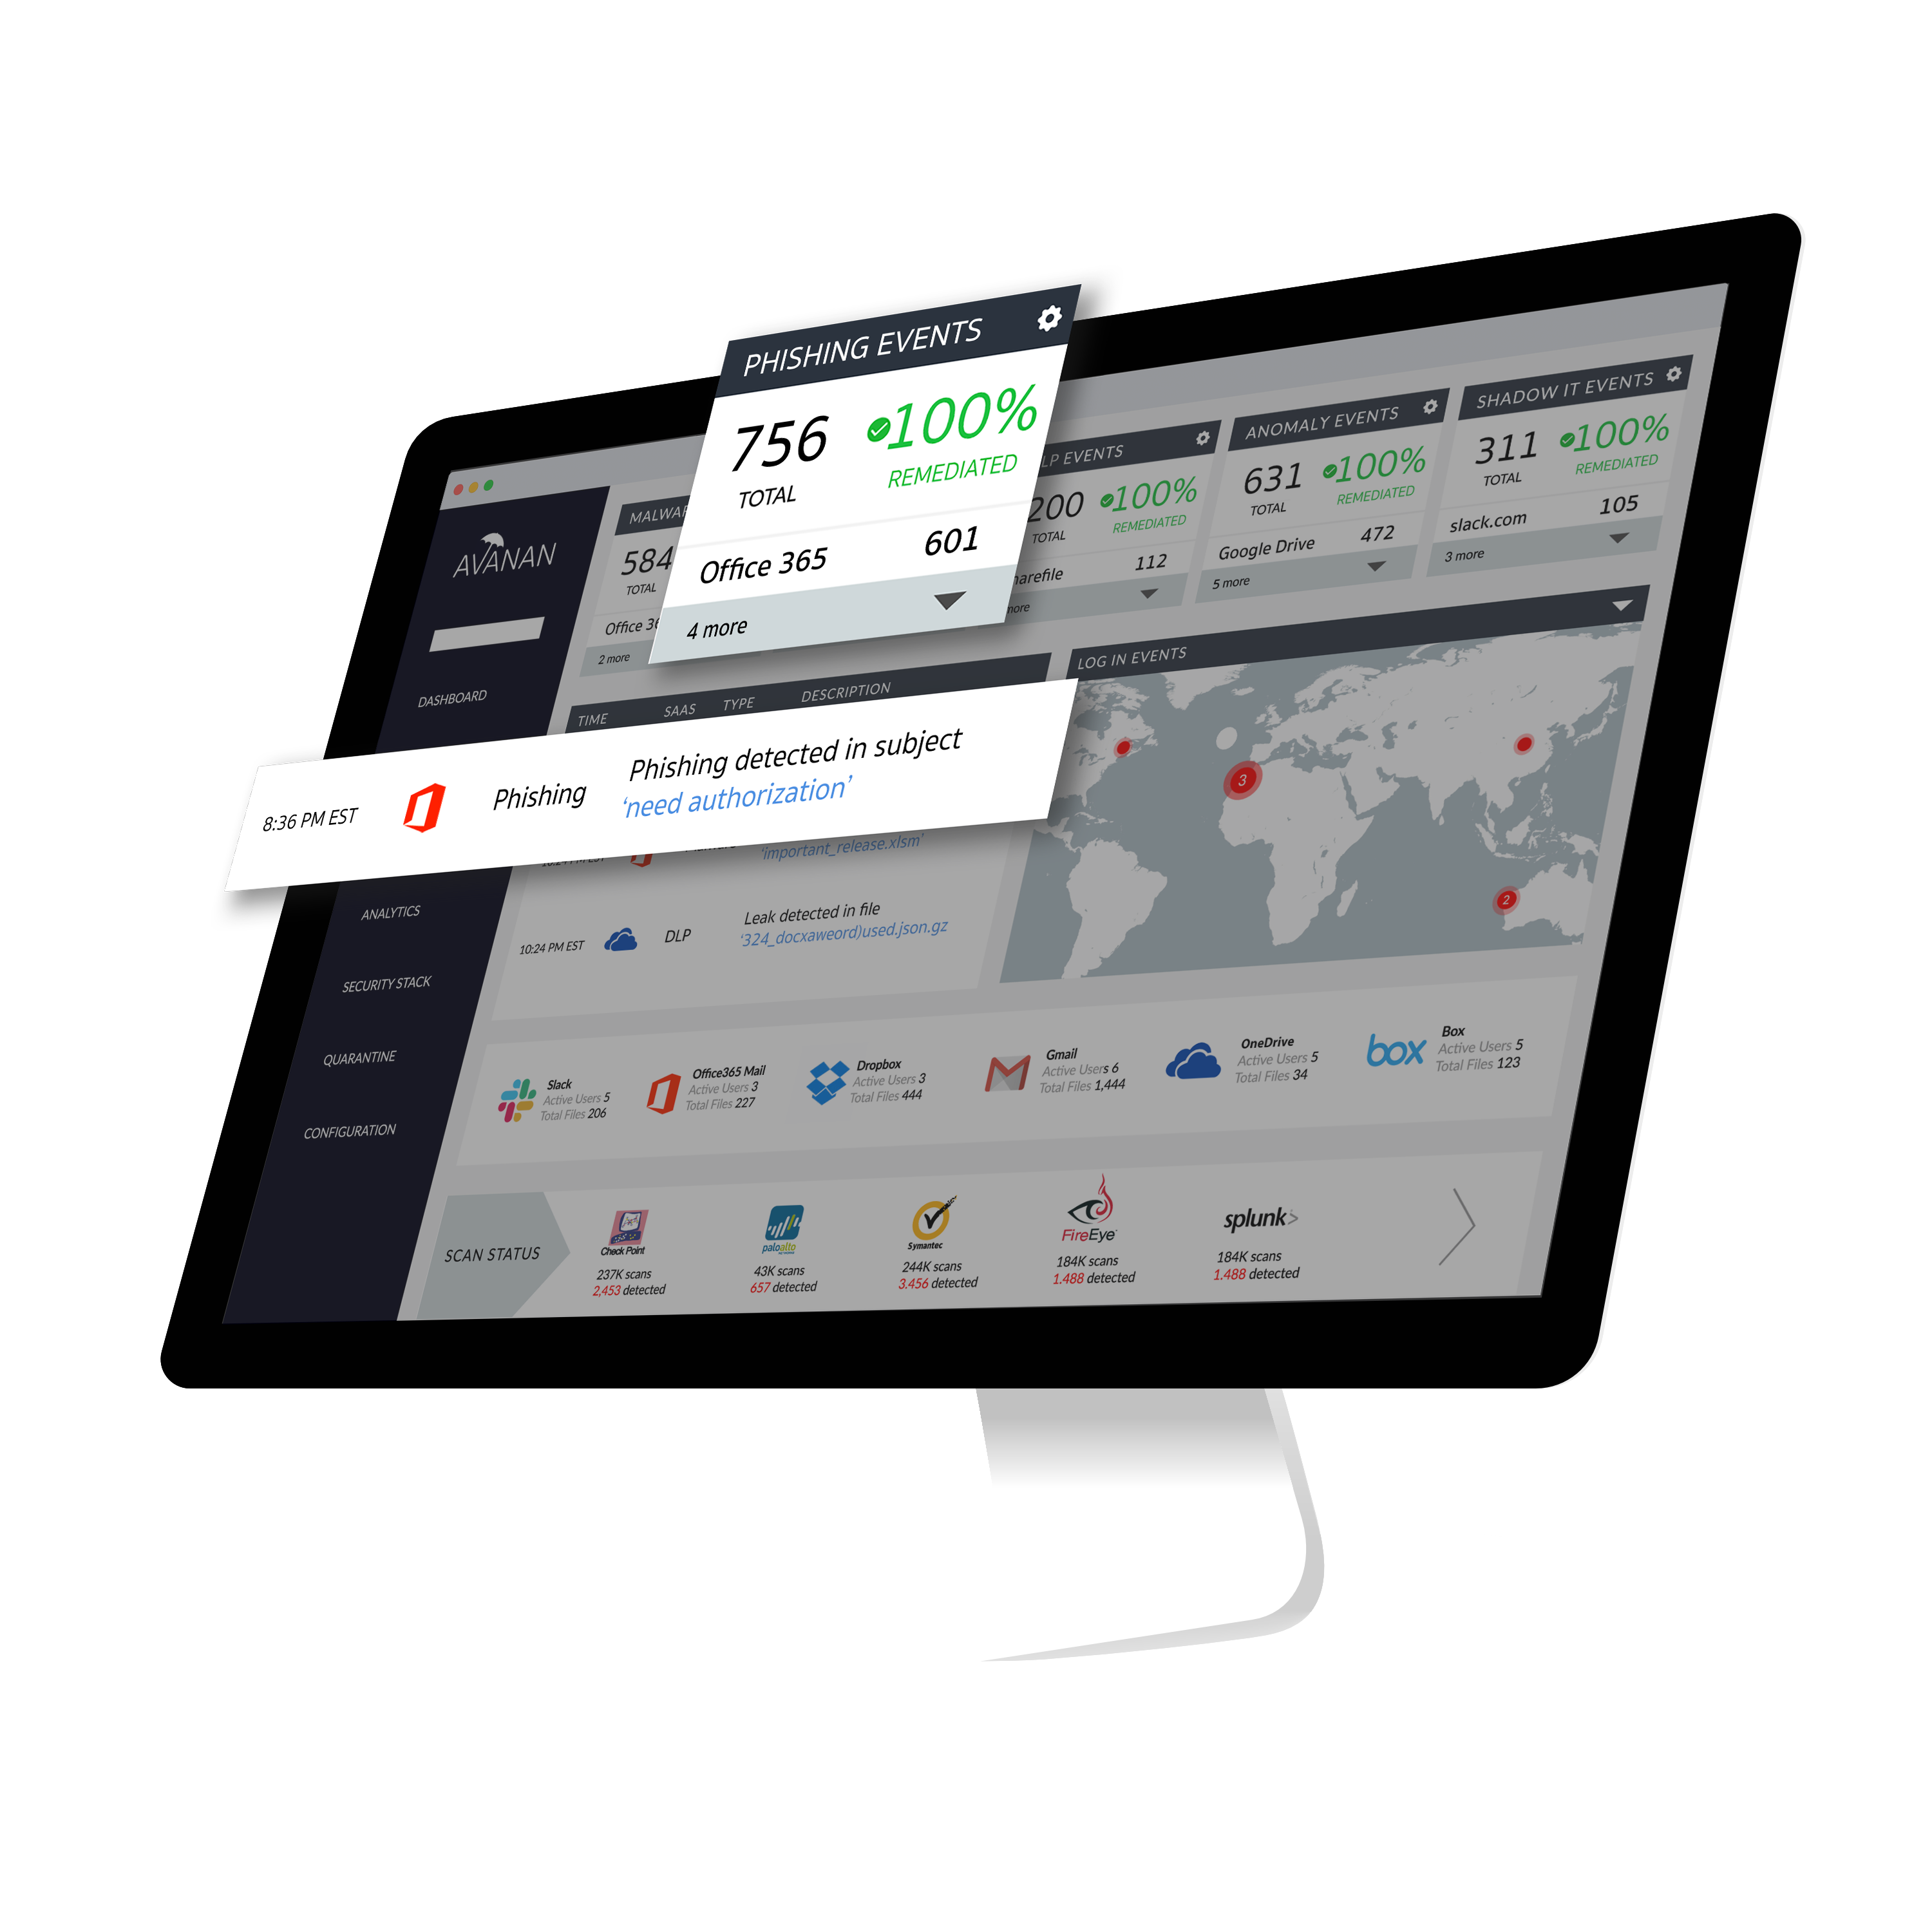 PHISHING EVENTS
756
TOTAL
100%
REMEDIATED
Office 365
601
4 more
AVANAN
DASHBOARD
ANALYTICS
SECURITY STACK
QUARANTINE
CONFIGURATION
584
TOTAL
Office
2 more
EVENTS
200
TOTAL
100%
REMEDIATED
112
ANOMALY EVENTS
631
TOTAL
100%
REMEDIATED
Google Drive
472
5 more
SHADOW IT EVENTS
311
TOTAL
100%
REMEDIATED
slack.com
105
3 more
TIME SAAS TYPE DESCRIPTION
8:36 PM EST
Phishing
Phishing detected in subject
‘need authorization’
‘important_release.xlsm’
10:24 PM EST
DLP
Leak detected in file
‘324_docxaweord)used.json.gz
LOG IN EVENTS
3
2
Slack
Active Users 5
Total Files 206
Office365 Mail
Active Users 3
Total Files 227
Dropbox
Active Users 3
Total Files 444
Gmail
Active Users 6
Total Files 1,444
OneDrive
Active Users 5
Total Files 34
box
Box
Active Users 5
Total Files 123
SCAN STATUS
Check Point
237K scans
2,453 detected
paloalto
43K scans
657 detected
Symantec
244K scans
3.456 detected
FireEye
184K scans
1.488 detected
splunk>
184K scans
1.488 detected